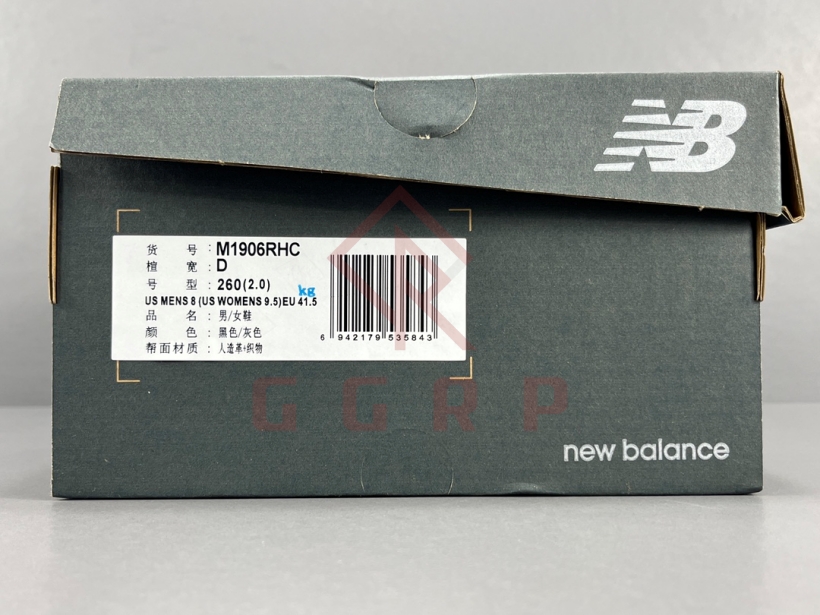 NB
货 号 : M1906RHC
楦 宽 : D
号 型 : 260(2.0)
kg
US MENS 8 (US WOMENS 9.5)EU 41.5
品 名 : 男/女鞋
颜 色 : 黑色/灰色
帮面材质 : 人造革+织物
6 942179 535843
GGRP
new balance